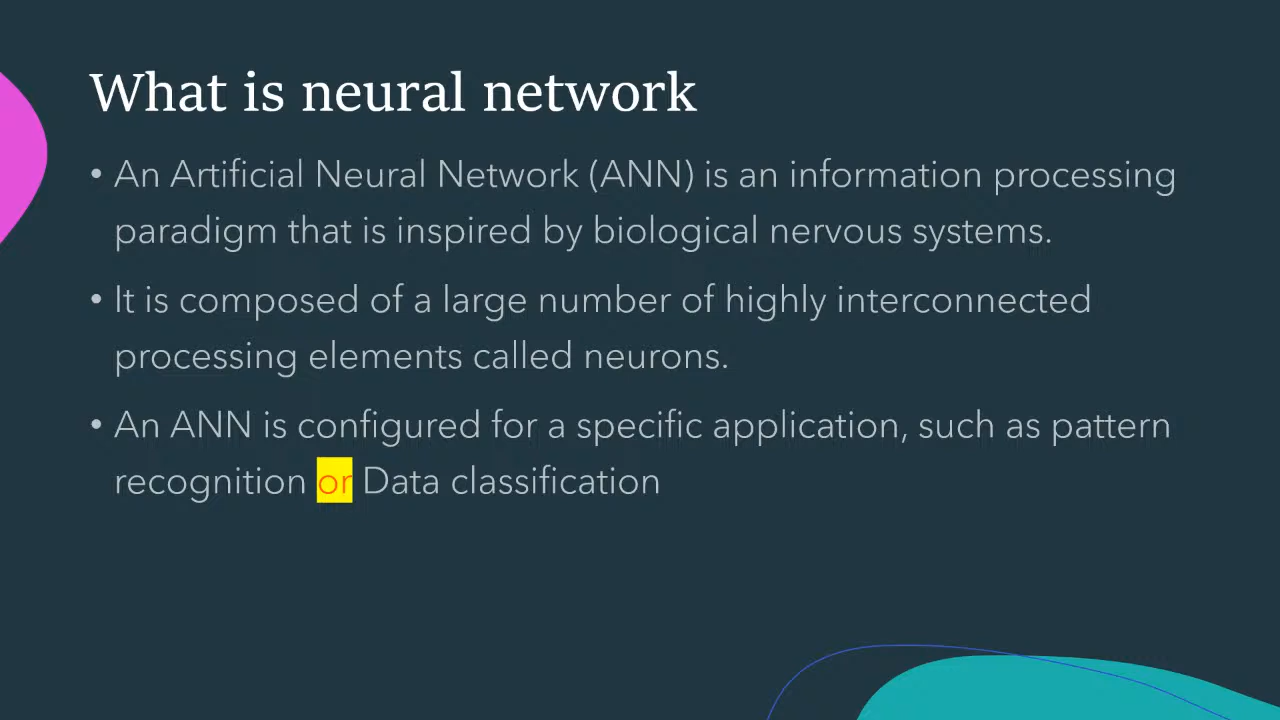 What is neural network
• An Artificial Neural Network (ANN) is an information processing
paradigm that is inspired by biological nervous systems.
• It is composed of a large number of highly interconnected
processing elements called neurons.
• An ANN is configured for a specific application, such as pattern
recognition or Data classification